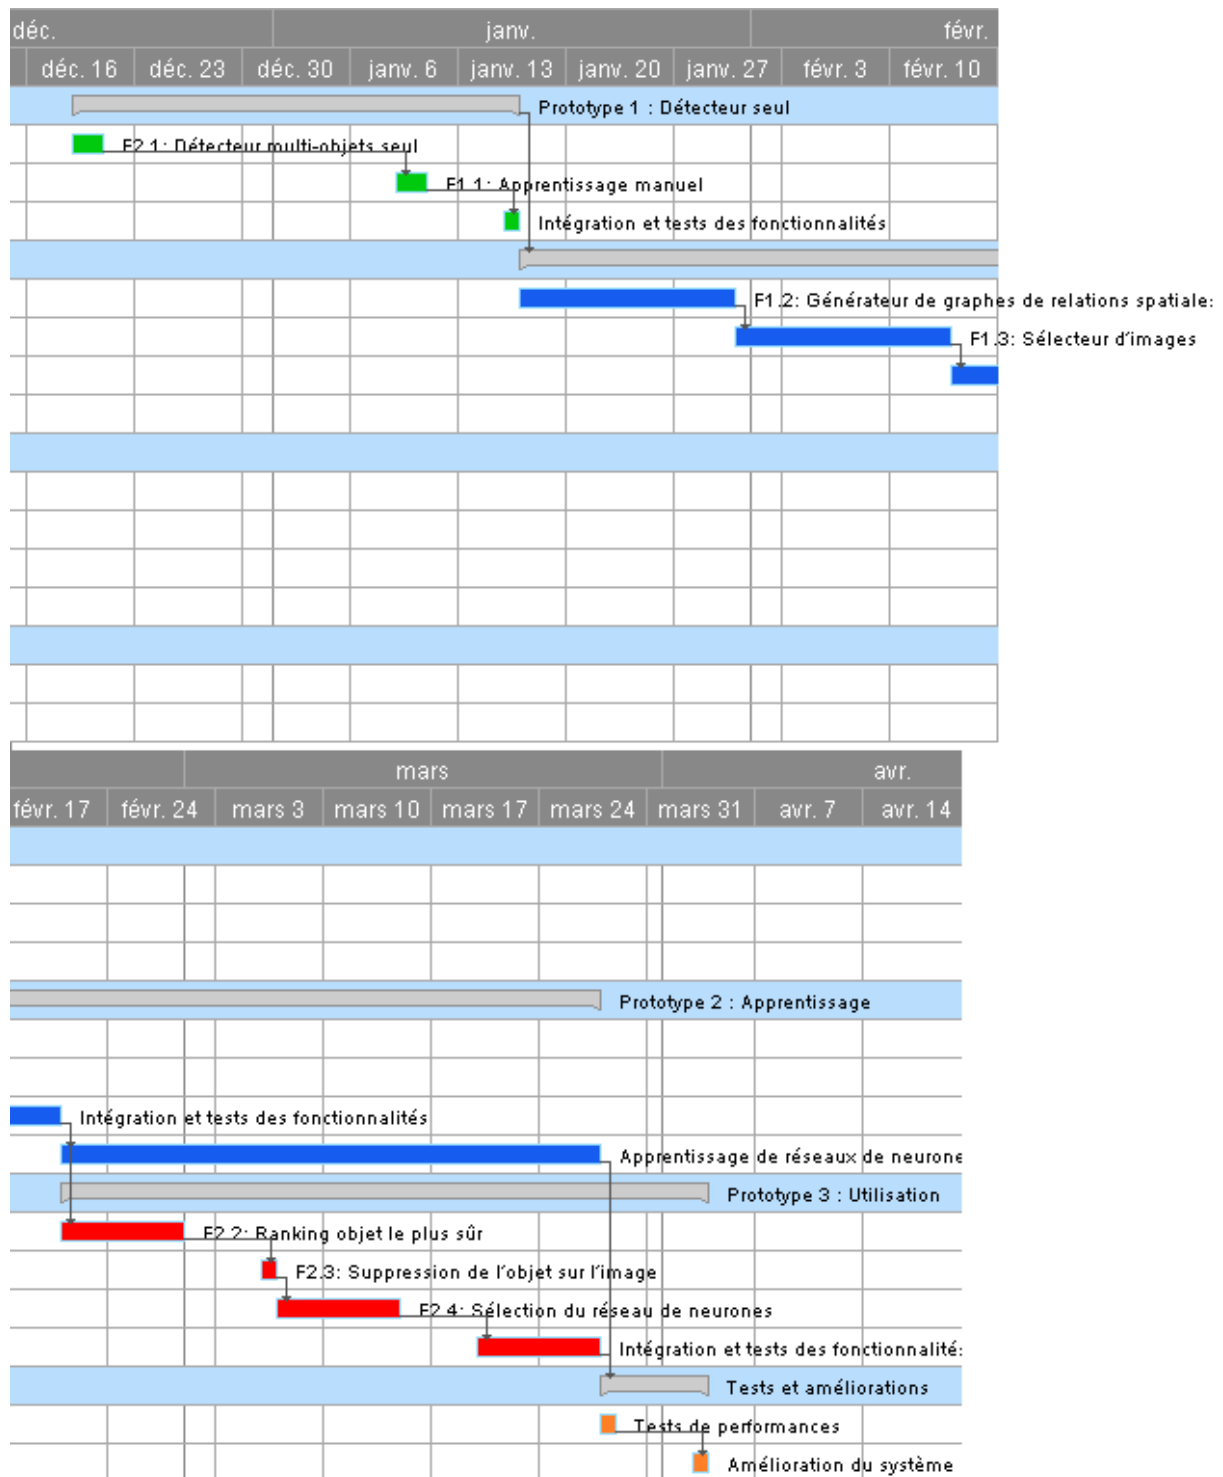 déc. janv. févr.
déc. 16 déc. 23 déc. 30 janv. 6 janv. 13 janv. 20 janv. 27 févr. 3 févr. 10
Prototype 1 : Détecteur seul
F2.1: Détecteur multi-objets seul
F1.1: Apprentissage manuel
Intégration et tests des fonctionnalités
F1.2: Générateur de graphes de relations spatiale:
F1.3: Sélecteur d'images
mars avr.
févr. 17 févr. 24 mars 3 mars 10 mars 17 mars 24 mars 31 avr. 7 avr. 14
Prototype 2 : Apprentissage
Intégration et tests des fonctionnalités
Apprentissage de réseaux de neurone
Prototype 3 : Utilisation
F2.2: Ranking objet le plus sûr
F2.3: Suppression de l'objet sur l'image
F2.4: Sélection du réseau de neurones
Intégration et tests des fonctionnalité:
Tests et améliorations
Tests de performances
Amélioration du système